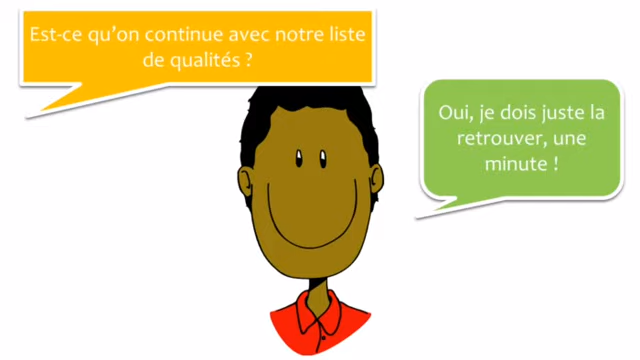 Est-ce qu’on continue avec notre liste
de qualités ?
Oui, je dois juste la
retrouver, une
minute !